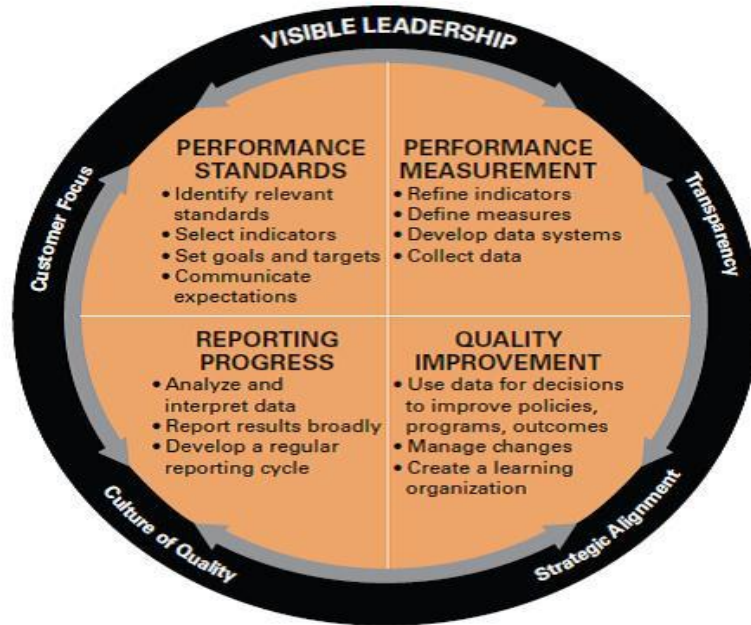 VISIBLE LEADERSHIP
Customer Focus
Transparency
PERFORMANCE
STANDARDS
• Identify relevant
standards
• Select indicators
• Set goals and targets
• Communicate
expectations
PERFORMANCE
MEASUREMENT
• Refine indicators
• Define measures
• Develop data systems
• Collect data
REPORTING
PROGRESS
• Analyze and
interpret data
• Report results broadly
• Develop a regular
reporting cycle
QUALITY
IMPROVEMENT
• Use data for decisions
to improve policies,
programs, outcomes
• Manage changes
• Create a learning
organization
Culture of Quality
Strategic Alignment